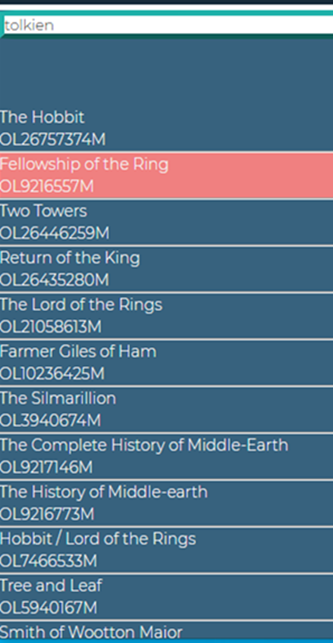 tolkien
The Hobbit
OL26757374M
Fellowship of the Ring
OL9216557M
Two Towers
OL26446259M
Return of the King
OL26435280M
The Lord of the Rings
OL21058613M
Farmer Giles of Ham
OL10236425M
The Silmarillion
OL3940674M
The Complete History of Middle-Earth
OL9217146M
The History of Middle-earth
OL9216773M
Hobbit / Lord of the Rings
OL7466533M
Tree and Leaf
OL5940167M
Smith of Wootton Major